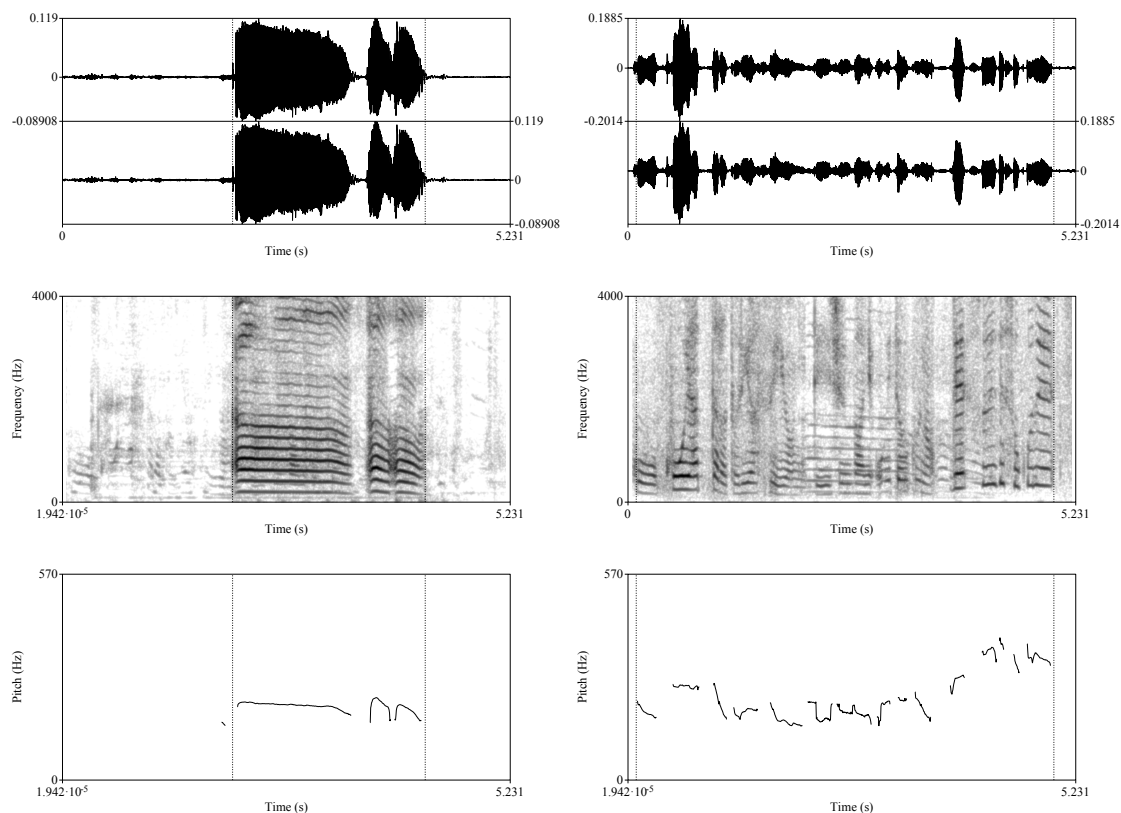 0.119 0.1885
0 0
-0.08908 0.119 -0.2014 0.1885
0 0
-0.08908 -0.2014
0 5.231 0 5.231
Time (s) Time (s)
4000 4000
Frequency (Hz) Frequency (Hz)
0 0
1.942·10-5 5.231 0 5.231
Time (s) Time (s)
570 570
Pitch (Hz) Pitch (Hz)
0 0
1.942·10-5 5.231 1.942·10-5 5.231
Time (s) Time (s)